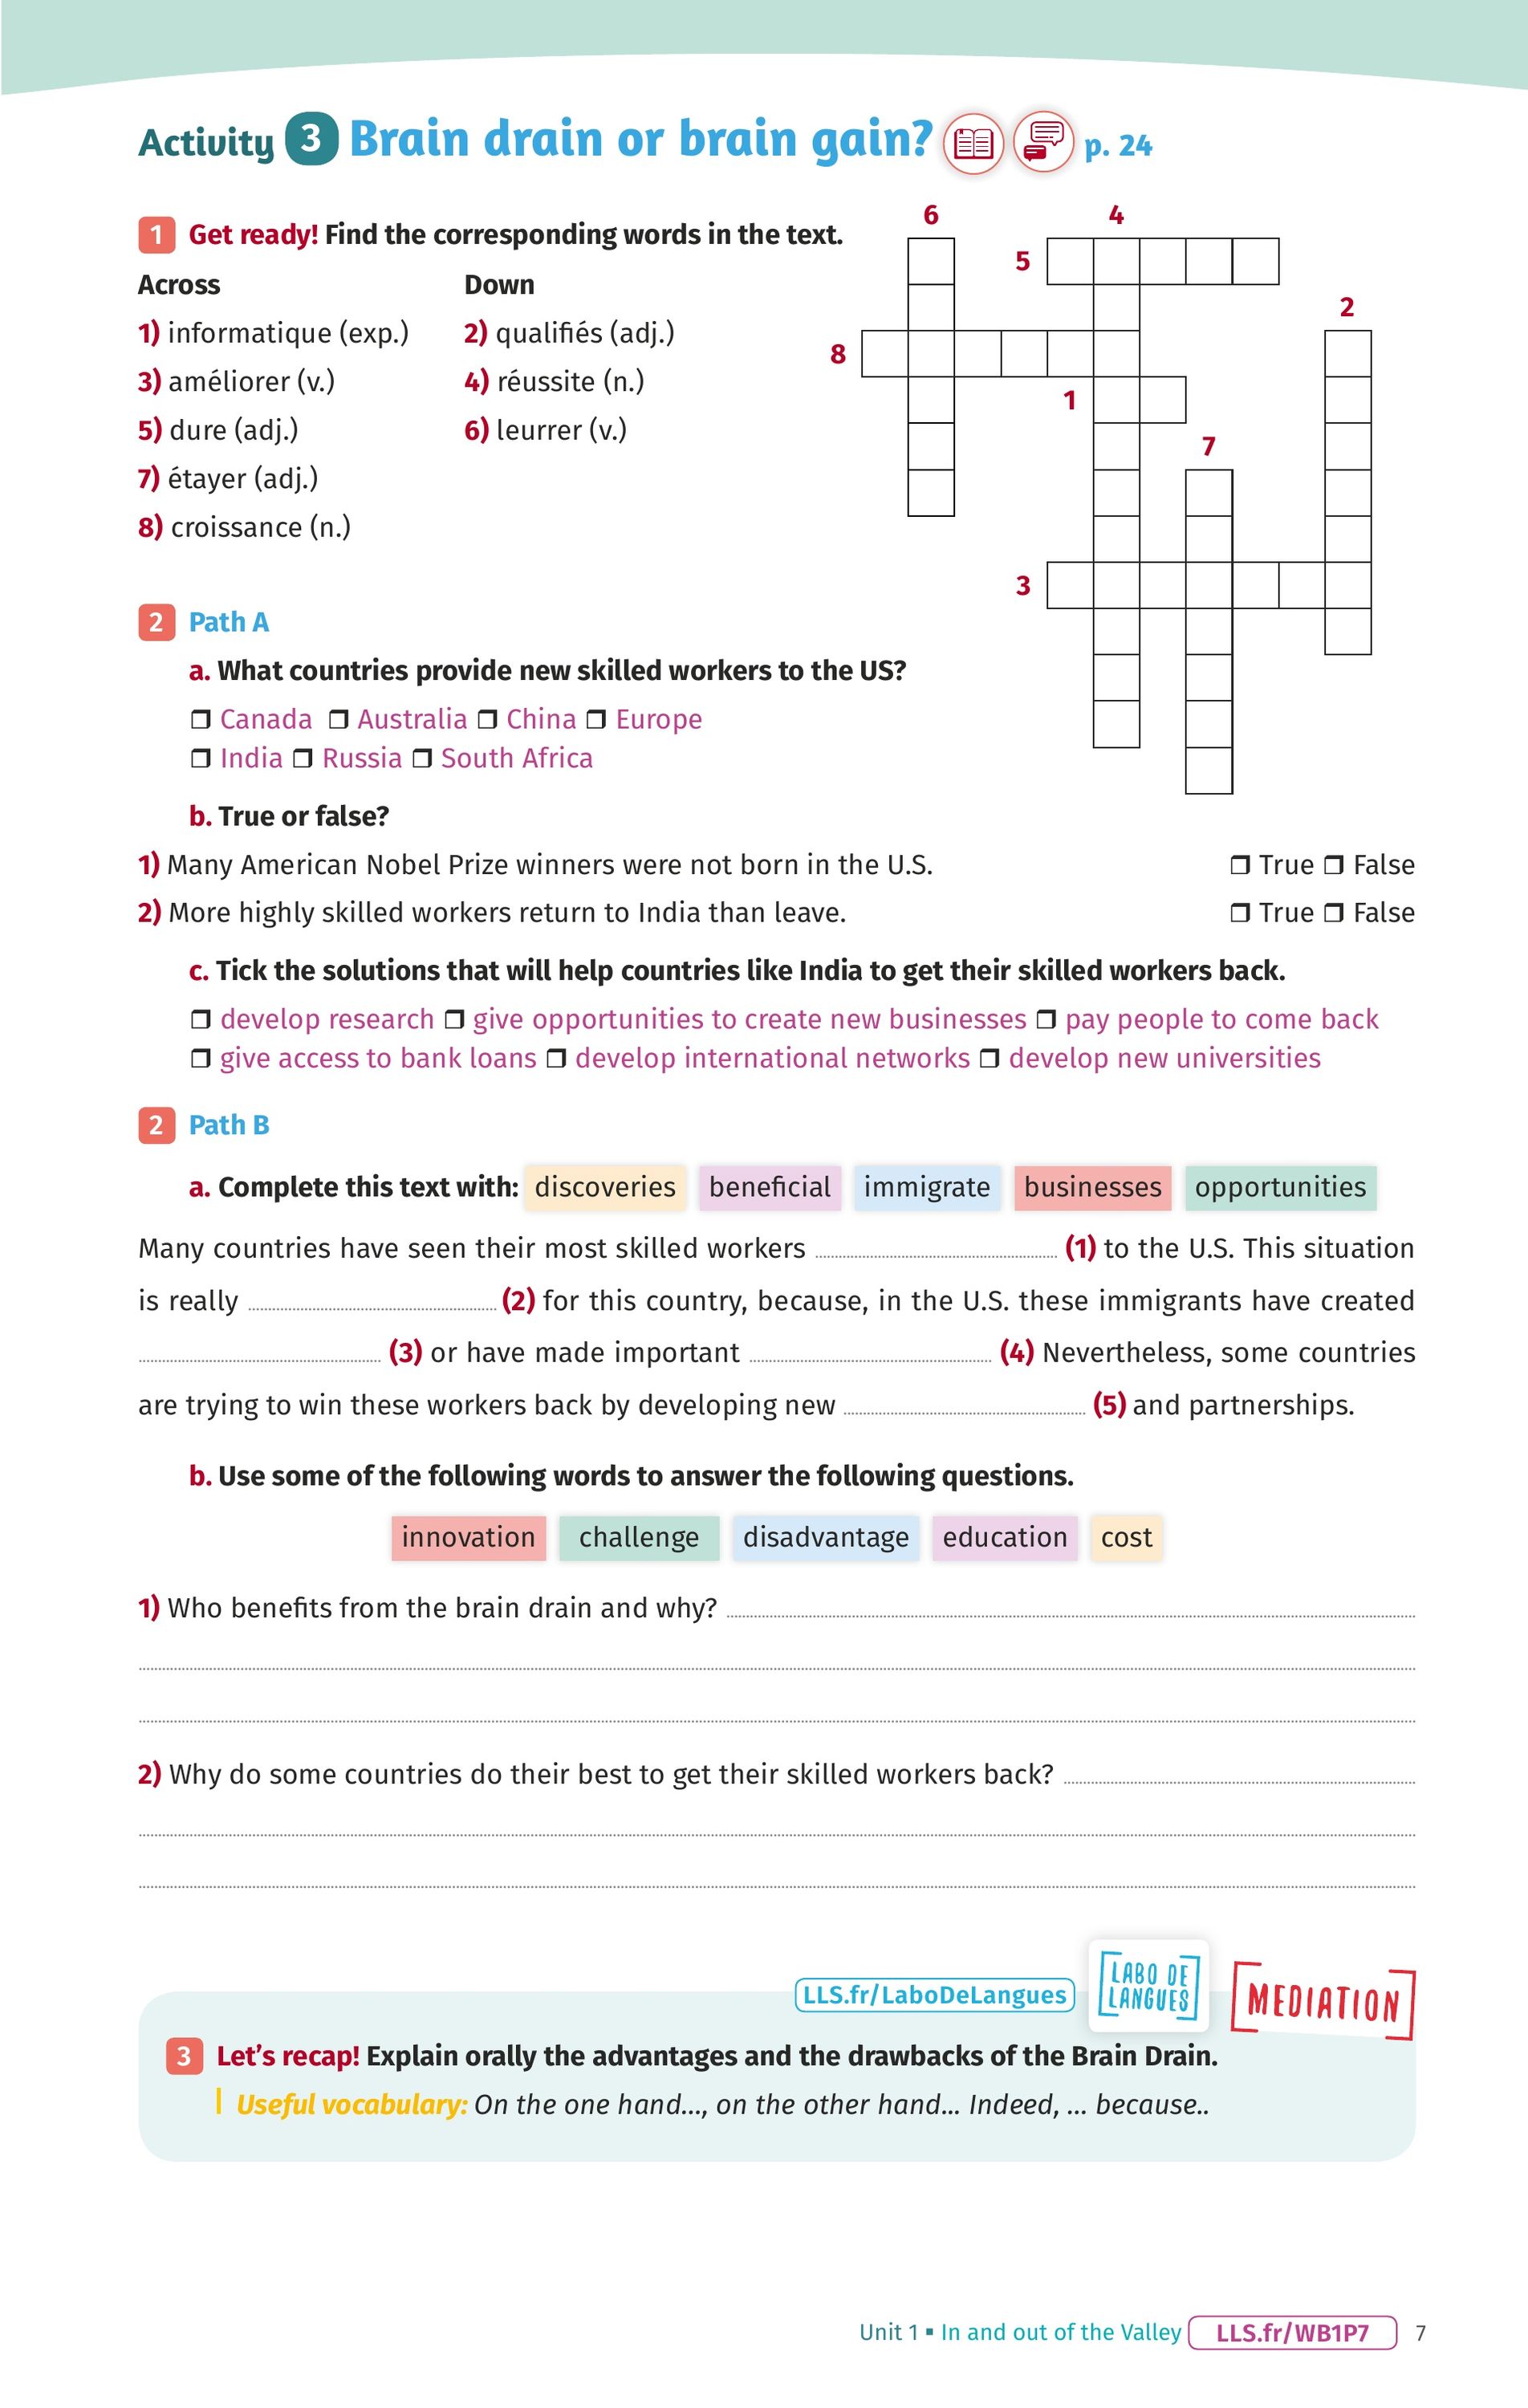 Activity 3 Brain drain or brain gain? p. 24
1 Get ready! Find the corresponding words in the text.
Across
1) informatique (exp.)
3) améliorer (v.)
5) dure (adj.)
7) étayer (adj.)
8) croissance (n.)
Down
2) qualifiés (adj.)
4) réussite (n.)
6) leurrer (v.)
6
4
5
2
8
1
7
3
2 Path A
a. What countries provide new skilled workers to the US?
❒ Canada ❒ Australia ❒ China ❒ Europe
❒ India ❒ Russia ❒ South Africa
b. True or false?
1) Many American Nobel Prize winners were not born in the U.S. ❒ True ❒ False
2) More highly skilled workers return to India than leave. ❒ True ❒ False
c. Tick the solutions that will help countries like India to get their skilled workers back.
❒ develop research ❒ give opportunities to create new businesses ❒ pay people to come back
❒ give access to bank loans ❒ develop international networks ❒ develop new universities
2 Path B
a. Complete this text with: discoveries beneficial immigrate businesses opportunities
Many countries have seen their most skilled workers (1) to the U.S. This situation
is really (2) for this country, because, in the U.S. these immigrants have created
(3) or have made important (4) Nevertheless, some countries
are trying to win these workers back by developing new (5) and partnerships.
b. Use some of the following words to answer the following questions.
innovation challenge disadvantage education cost
1) Who benefits from the brain drain and why?
2) Why do some countries do their best to get their skilled workers back?
LLS.fr/LaboDeLangues
LABO DE
LANGUES
MEDIATION
3 Let's recap! Explain orally the advantages and the drawbacks of the Brain Drain.
Useful vocabulary: On the one hand..., on the other hand... Indeed, ... because..
Unit 1 ▪ In and out of the Valley LLS.fr/WB1P7 7